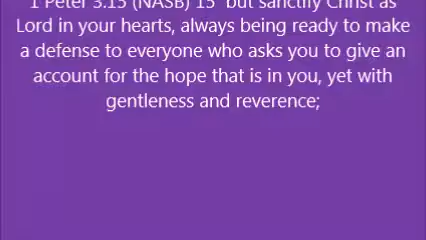 1 Peter 3:15 (NASB) 15  but sanctify Christ as
Lord in your hearts, always being ready to make
a defense to everyone who asks you to give an
account for the hope that is in you, yet with
gentleness and reverence;